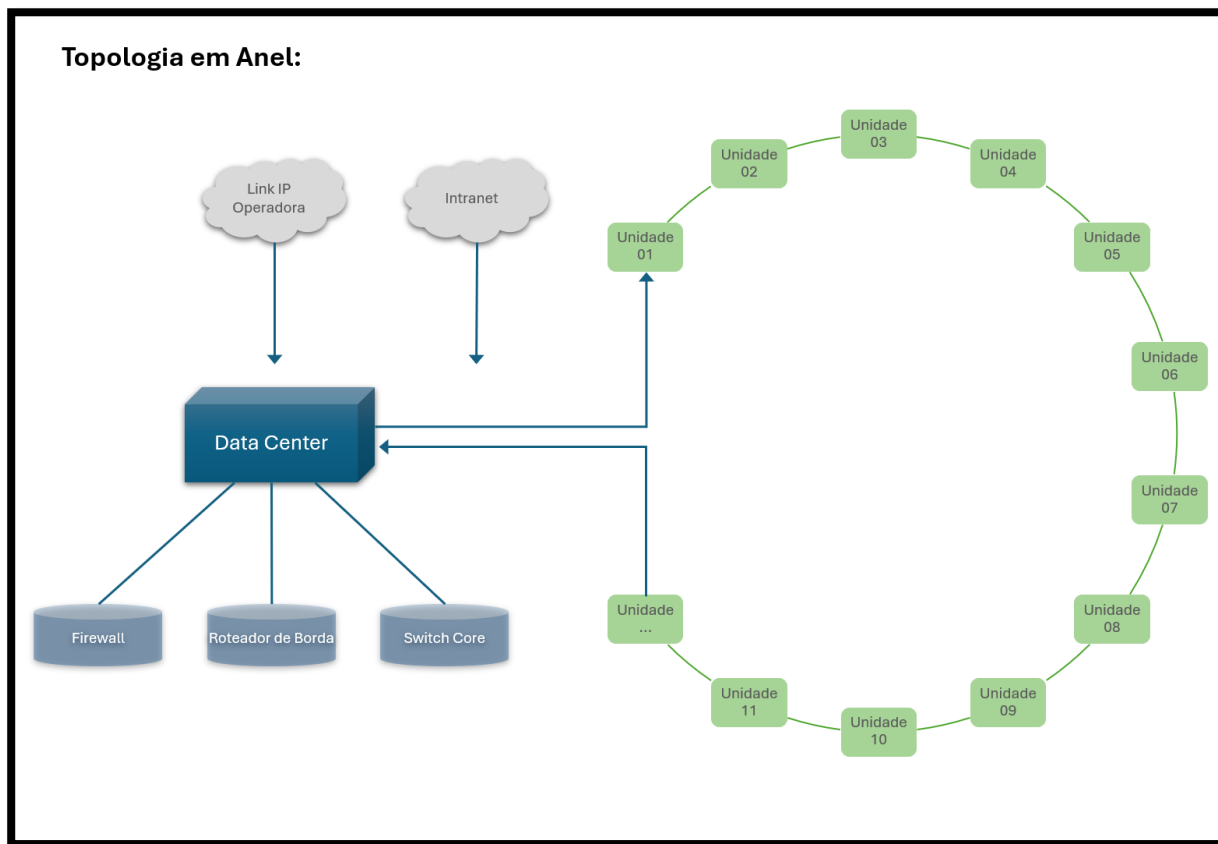 Topologia em Anel:
Link IP
Operadora
Intranet
Data Center
Firewall
Roteador de Borda
Switch Core
Unidade
01
Unidade
02
Unidade
03
Unidade
04
Unidade
05
Unidade
06
Unidade
07
Unidade
08
Unidade
09
Unidade
10
Unidade
11
Unidade
...